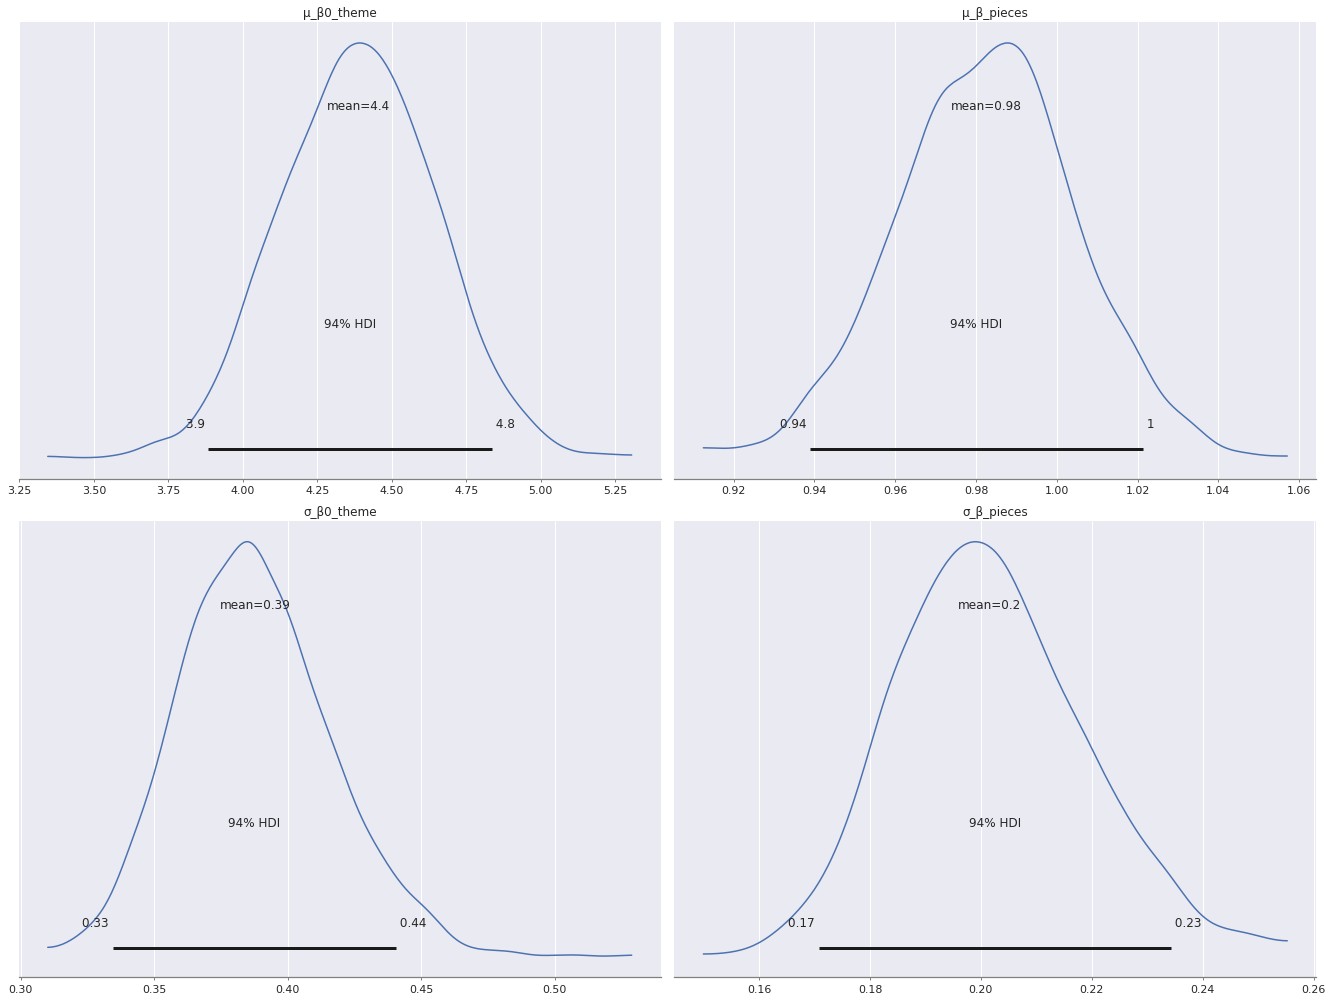 μ_β0_theme
mean=4.4
94% HDI
3.9 4.8
3.25 3.50 3.75 4.00 4.25 4.50 4.75 5.00 5.25
μ_β_pieces
mean=0.98
94% HDI
0.94 1
0.92 0.94 0.96 0.98 1.00 1.02 1.04 1.06
σ_β0_theme
mean=0.39
94% HDI
0.33 0.44
0.30 0.35 0.40 0.45 0.50
σ_β_pieces
mean=0.2
94% HDI
0.17 0.23
0.16 0.18 0.20 0.22 0.24 0.26